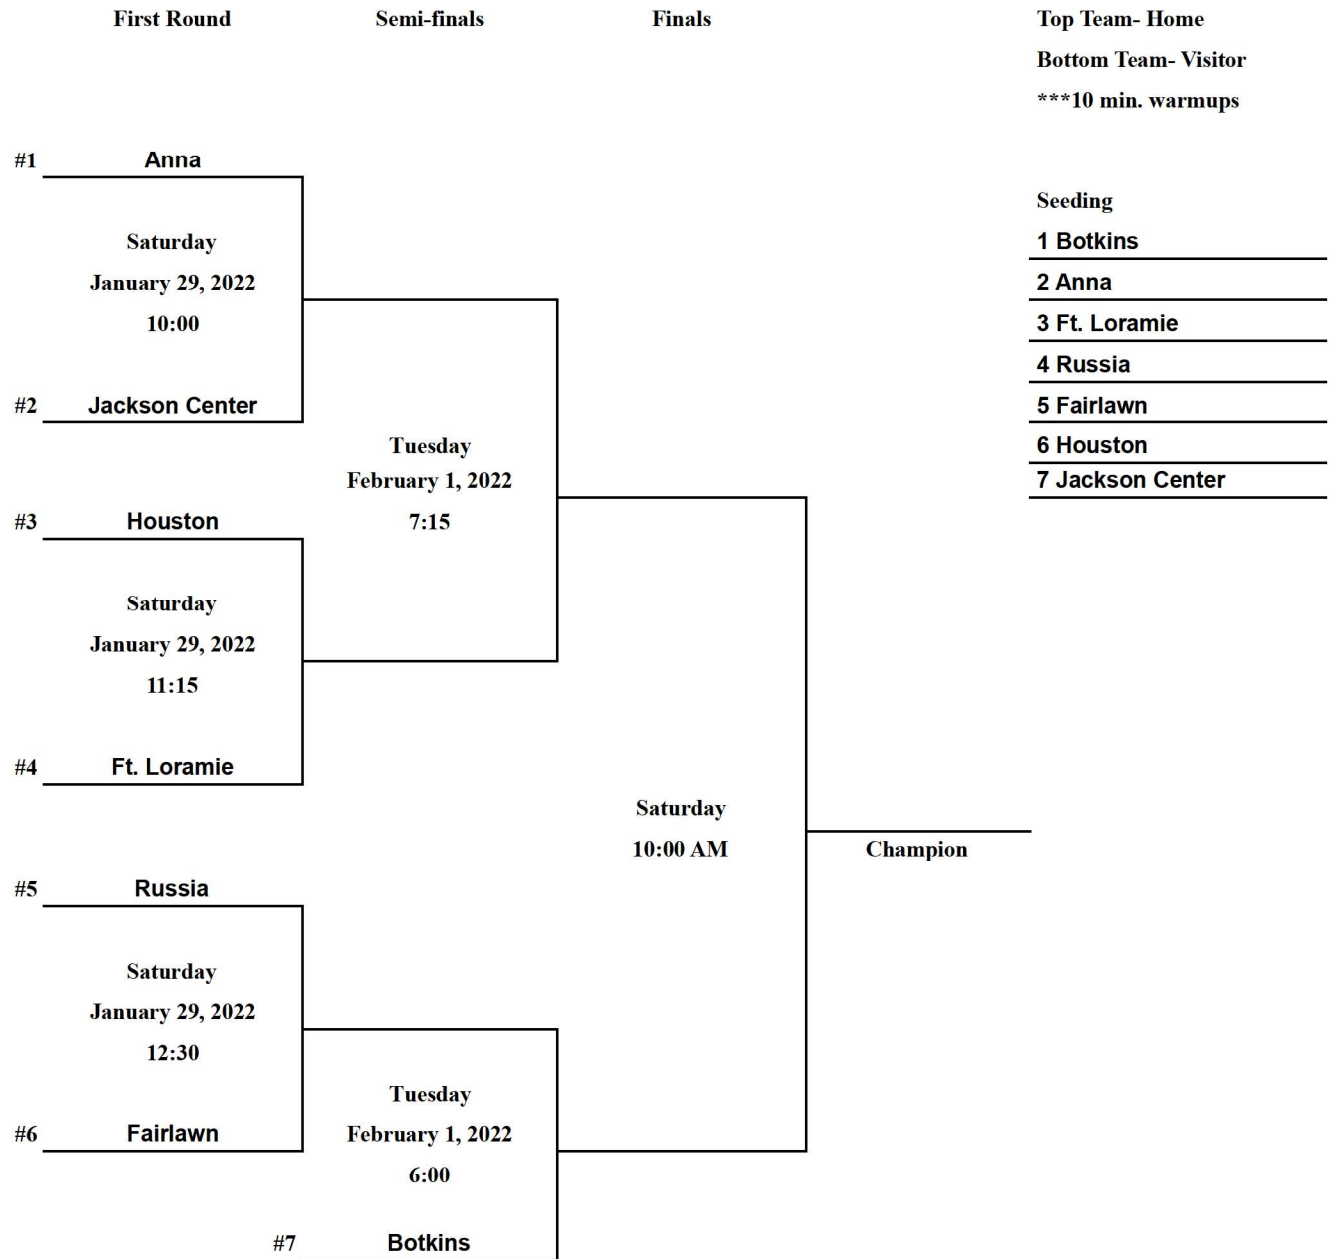 First Round
Semi-finals
Finals
Top Team- Home
Bottom Team- Visitor
***10 min. warmups
#1 Anna
Saturday
January 29, 2022
10:00
#2 Jackson Center
Tuesday
February 1, 2022
7:15
#3 Houston
Saturday
January 29, 2022
11:15
#4 Ft. Loramie
Saturday
10:00 AM
Champion
#5 Russia
Saturday
January 29, 2022
12:30
#6 Fairlawn
Tuesday
February 1, 2022
6:00
#7 Botkins
Seeding
1 Botkins
2 Anna
3 Ft. Loramie
4 Russia
5 Fairlawn
6 Houston
7 Jackson Center